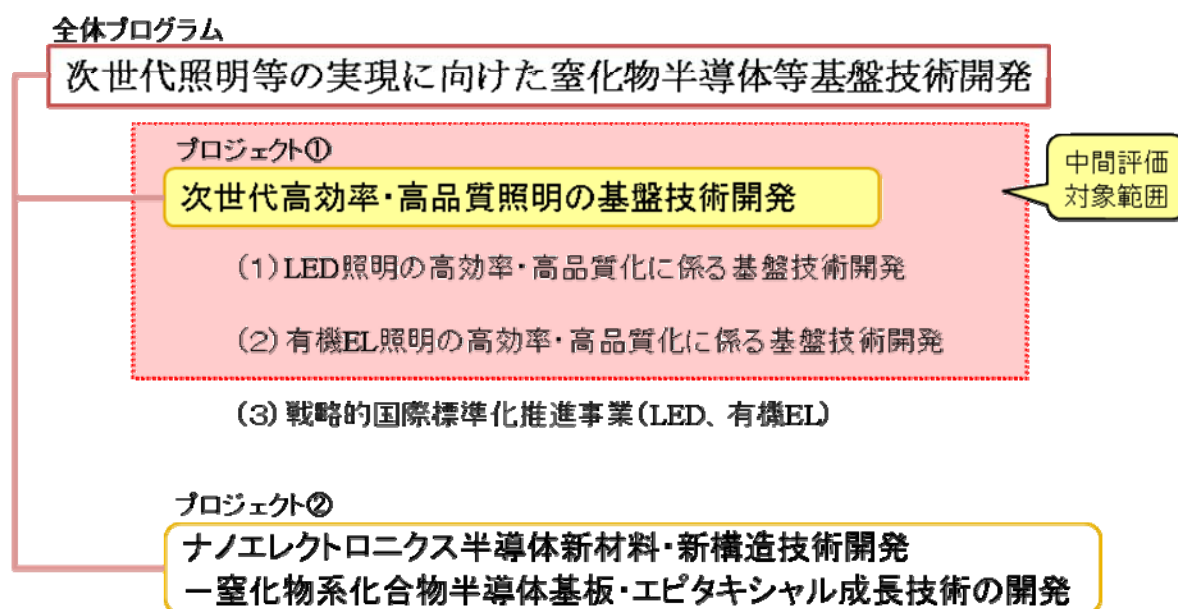 全体プログラム
次世代照明等の実現に向けた窒化物半導体等基盤技術開発
プロジェクト①
次世代高効率・高品質照明の基盤技術開発
中間評価
対象範囲
(1)LED照明の高効率・高品質化に係る基盤技術開発
(2)有機EL照明の高効率・高品質化に係る基盤技術開発
(3)戦略的国際標準化推進事業(LED、有機EL)
プロジェクト②
ナノエレクトロニクス半導体新材料・新構造技術開発
－窒化物系化合物半導体基板・エピタキシャル成長技術の開発